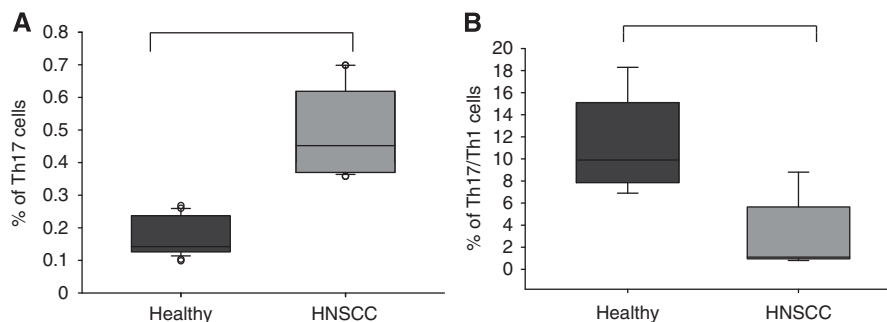 A
% of Th17 cells
0.8
0.7
0.6
0.5
0.4
0.3
0.2
0.1
0
Healthy
HNSCC
B
% of Th17/Th1 cells
20
18
16
14
12
10
8
6
4
2
0
Healthy
HNSCC